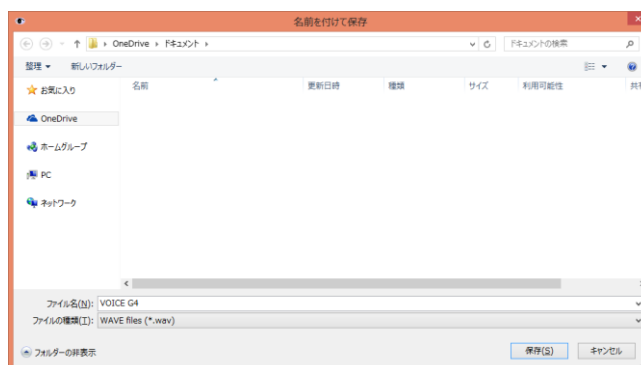 名前を付けて保存
OneDrive ドキュメント ドキュメントの検索
整理 新しいフォルダー
名前 更新日時 種類 サイズ 利用可能性
お気に入り
OneDrive
ホームグループ
PC
ネットワーク
ファイル名(N): VOICE G4
ファイルの種類(T): WAVE files (*.wav)
フォルダーの非表示 保存(S) キャンセル